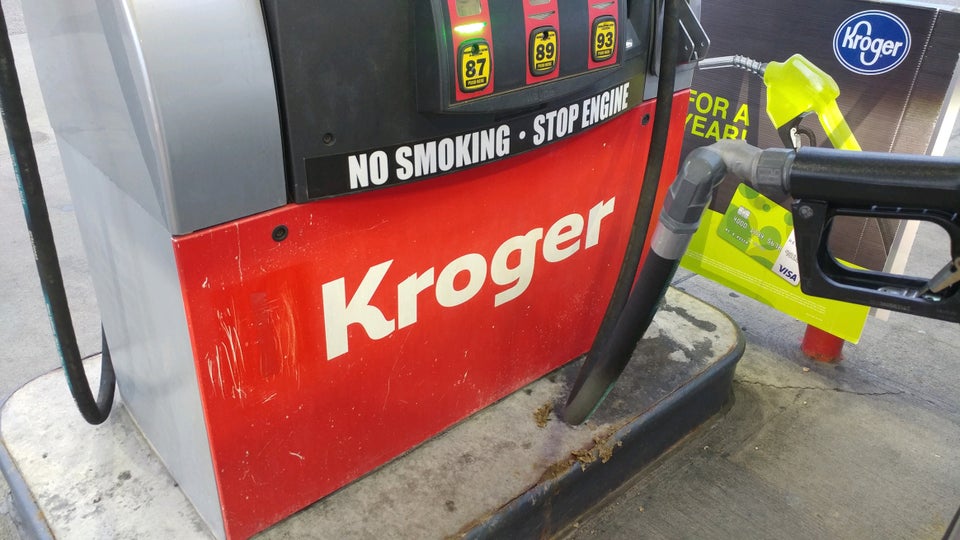 87
89
93
NO SMOKING · STOP ENGINE
Kroger
Kroger
FOR A
YEAR!
VISA